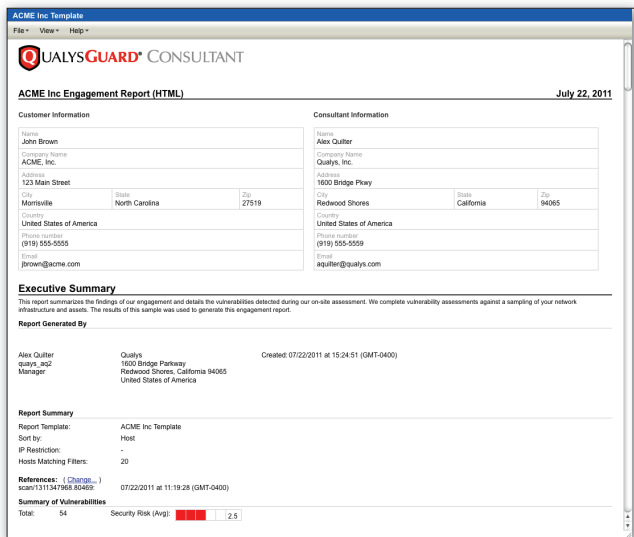 ACME Inc Template
File View Help
QUALYSGUARD® CONSULTANT
ACME Inc Engagement Report (HTML) July 22, 2011
Customer Information Consultant Information
Name Name
John Brown Alex Quilter
Company Name Company Name
ACME, Inc. Qualys, Inc.
Address Address
123 Main Street 1600 Bridge Pkwy
City State Zip City State Zip
Morrisville North Carolina 27519 Redwood Shores California 94065
Country Country
United States of America United States of America
Phone number Phone number
(919) 555-5555 (919) 555-5559
Email Email
jbrown@acme.com aquilter@qualys.com
Executive Summary
This report summarizes the findings of our engagement and details the vulnerabilities detected during our on-site assessment. We complete vulnerability assessments against a sampling of your network
infrastructure and assets. The results of this sample was used to generate this engagement report.
Report Generated By
Alex Quilter Qualys Created: 07/22/2011 at 15:24:51 (GMT-0400)
quays_aq2 1600 Bridge Parkway
Manager Redwood Shores, California 94065
United States of America
Report Summary
Report Template: ACME Inc Template
Sort by: Host
IP Restriction: -
Hosts Matching Filters: 20
References: ( Change... )
scan/1311347968.80469: 07/22/2011 at 11:19:28 (GMT-0400)
Summary of Vulnerabilities
Total: 54 Security Risk (Avg): 2.5